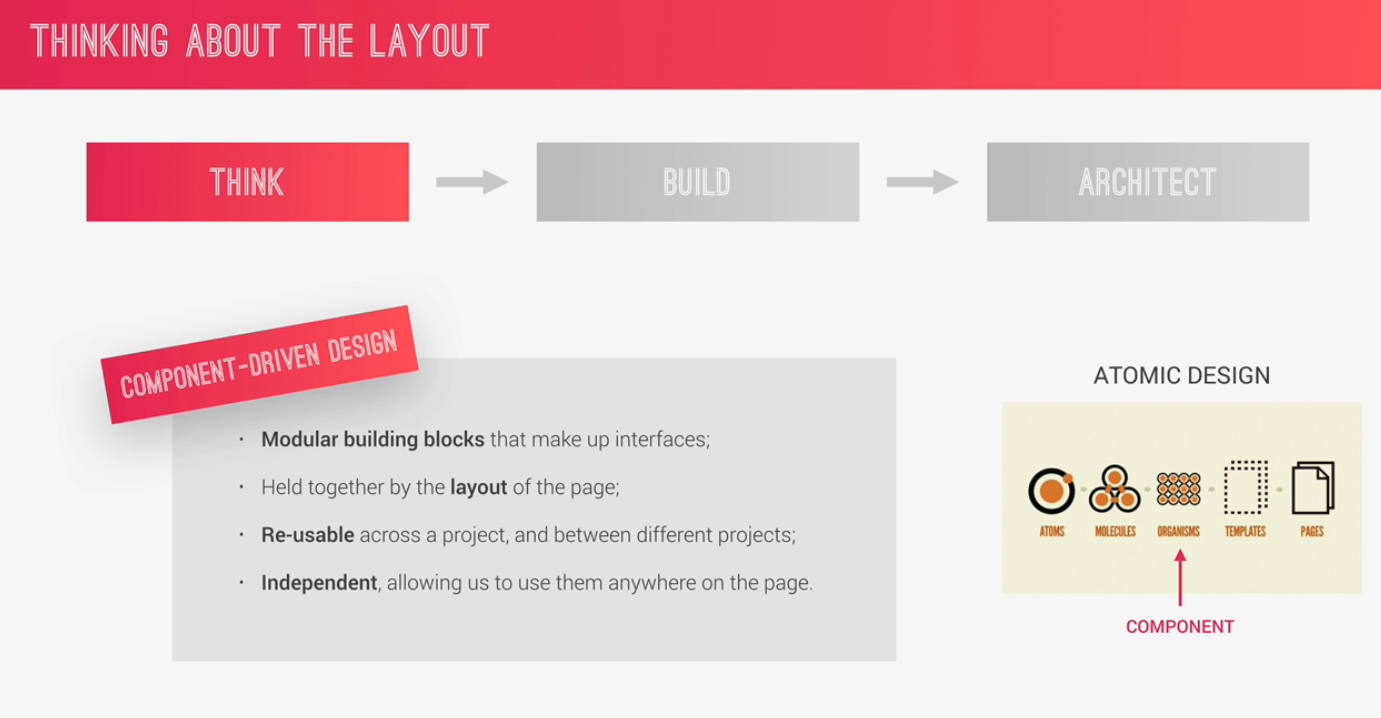 THINKING ABOUT THE LAYOUT
THINK
BUILD
ARCHITECT
COMPONENT-DRIVEN DESIGN
• Modular building blocks that make up interfaces;
• Held together by the layout of the page;
• Re-usable across a project, and between different projects;
• Independent, allowing us to use them anywhere on the page.
ATOMIC DESIGN
ATOMS MOLECULES ORGANISMS TEMPLATES PAGES
COMPONENT